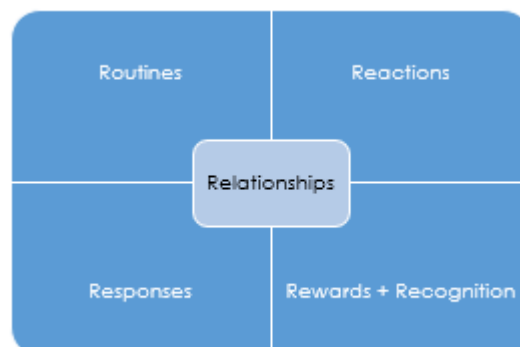 Routines
Reactions
Relationships
Responses
Rewards + Recognition